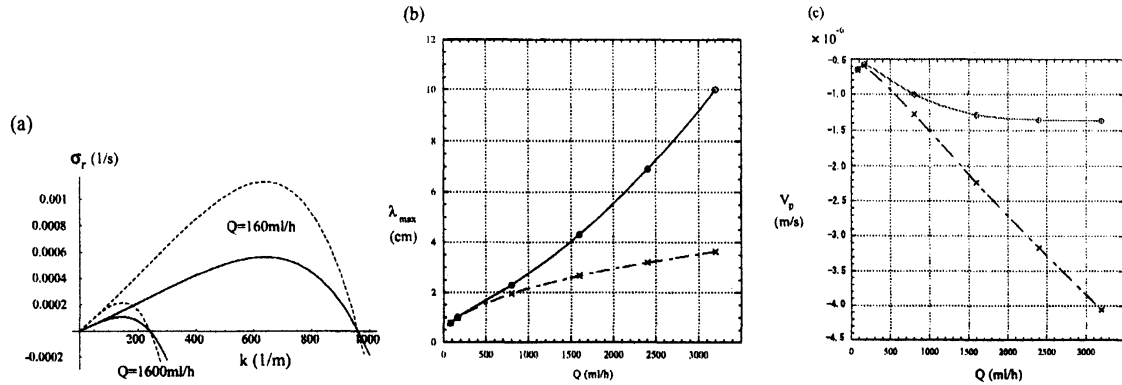 (a)
σr (1/s)
0.001
0.0008
0.0006
0.0004
0.0002
-0.0002
Q=160ml/h
Q=1600ml/h
200 400 600 800 1000
k (1/m)
(b)
12
10
8
6
4
2
0
λmax
(cm)
0 500 1000 1500 2000 2500 3000
Q (ml/h)
(c)
× 10⁻⁶
-0.5
-1.0
-1.5
-2.0
-2.5
-3.0
-3.5
-4.0
-4.5
Vp
(m/s)
0 500 1000 1500 2000 2500 3000
Q (ml/h)